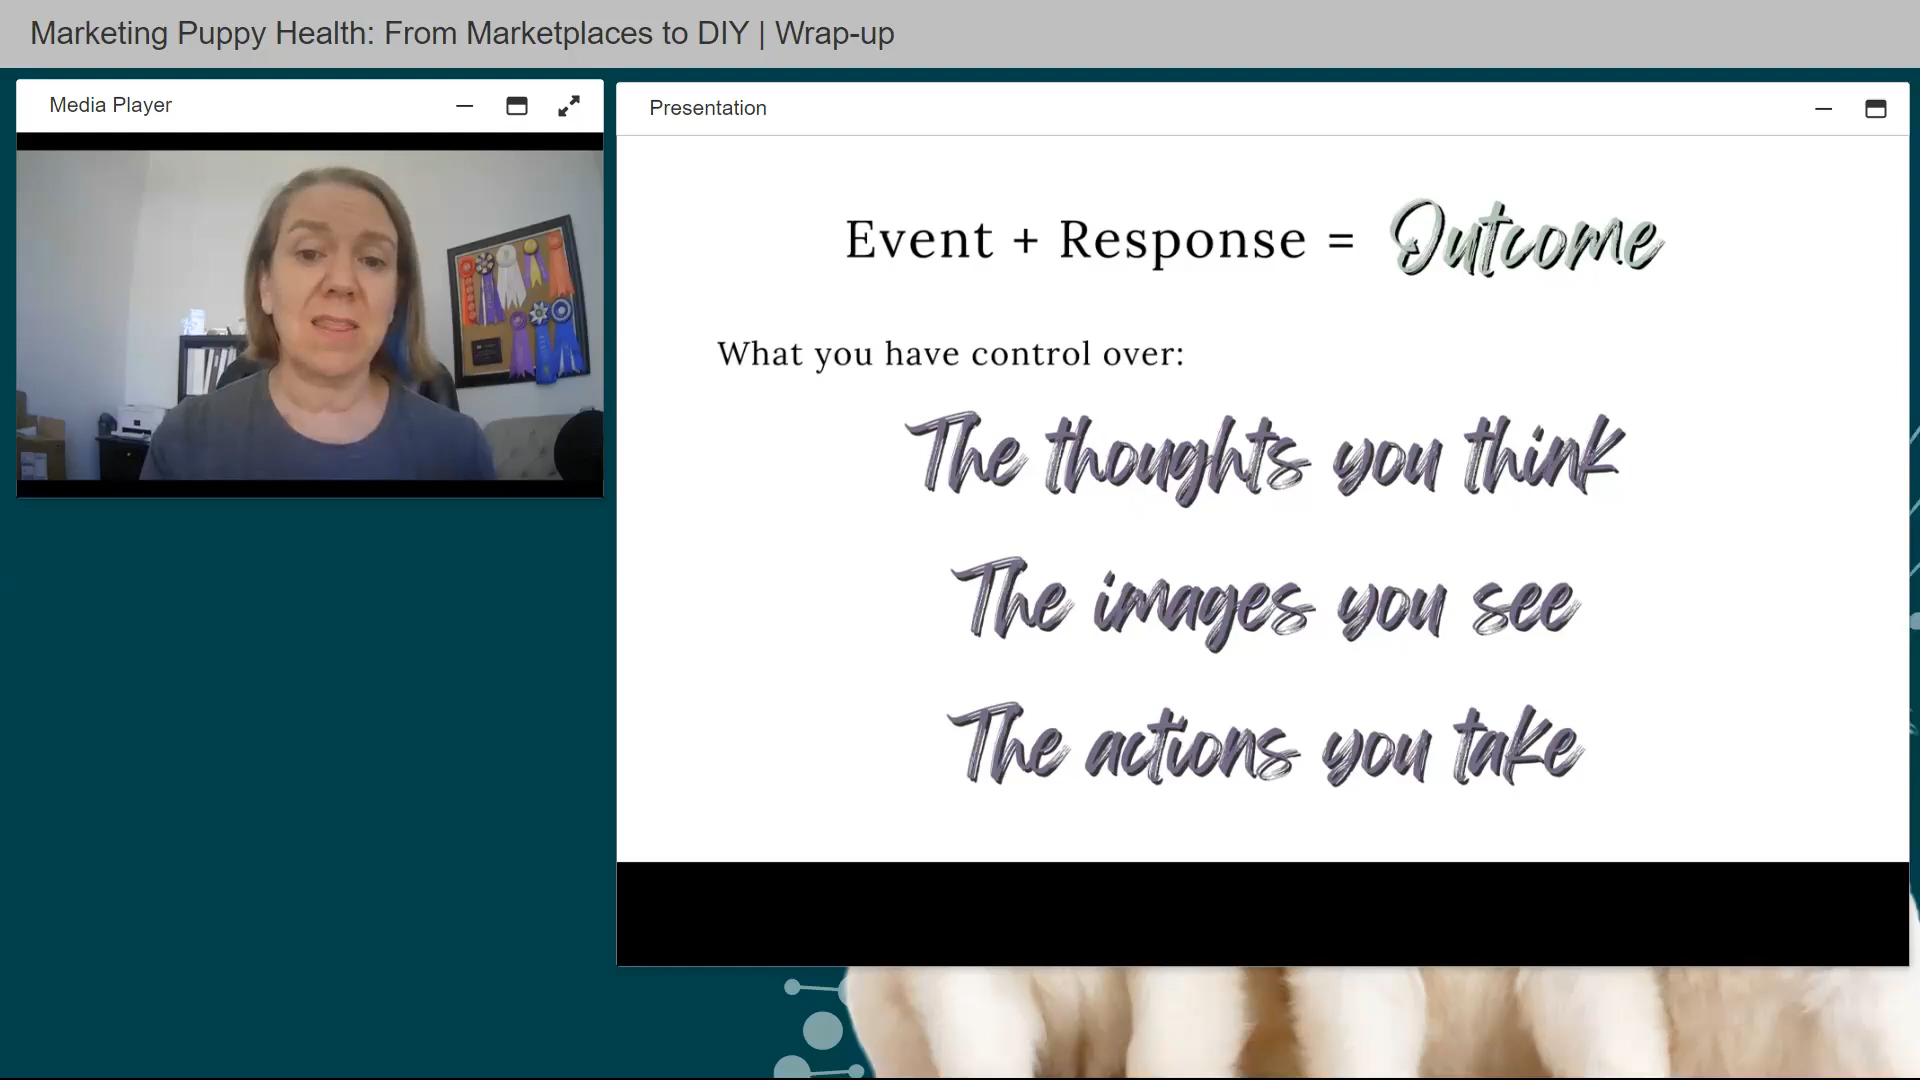 Marketing Puppy Health: From Marketplaces to DIY | Wrap-up
Media Player
Presentation
Event + Response = Outcome
What you have control over:
The thoughts you think
The images you see
The actions you take